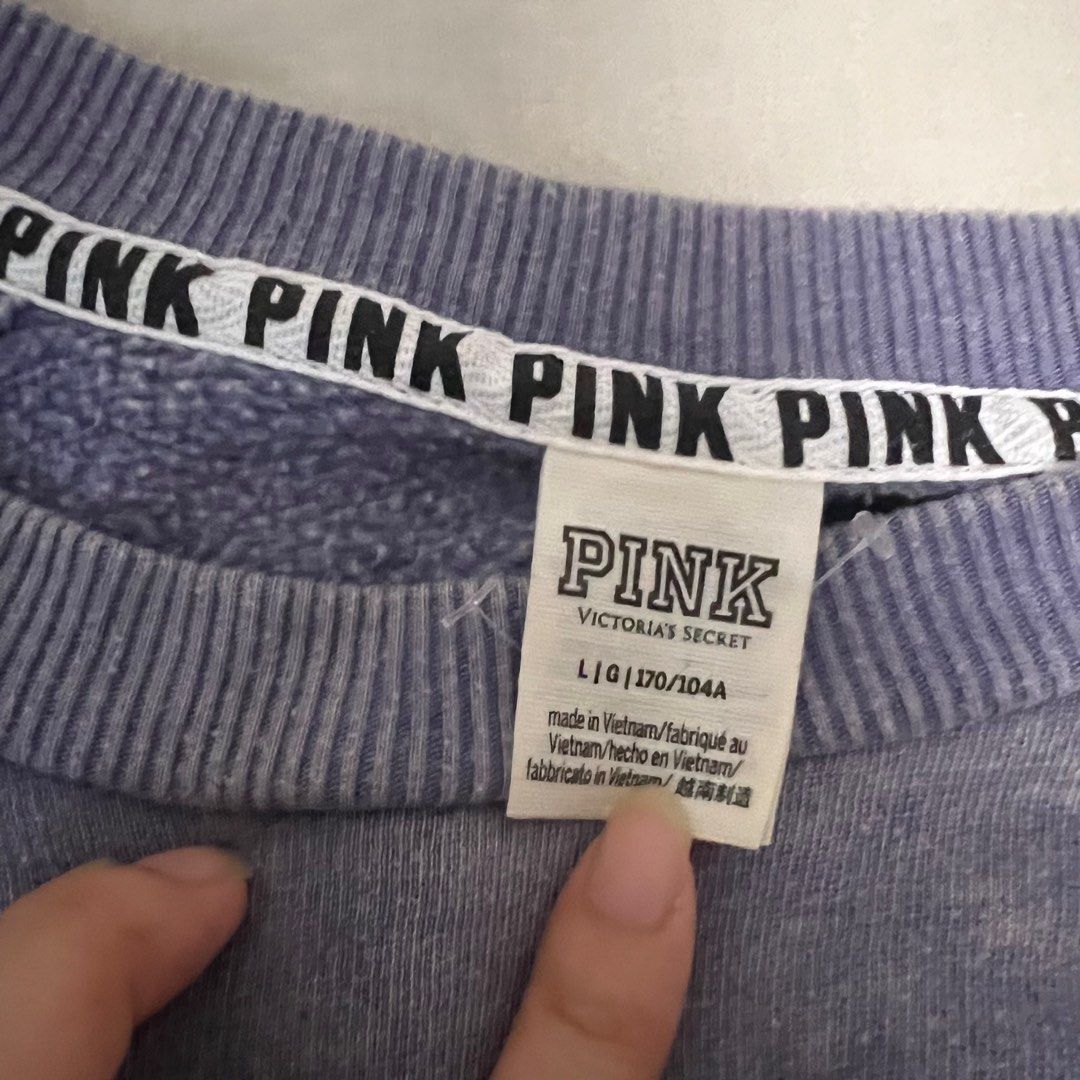 PINK PINK PINK PINK P
PINK
VICTORIA'S SECRET
L | G | 170/104A
made in Vietnam/fabriqué au
Vietnam/hecho en Vietnam/
fabbricato in Vietnam/ 越南制造